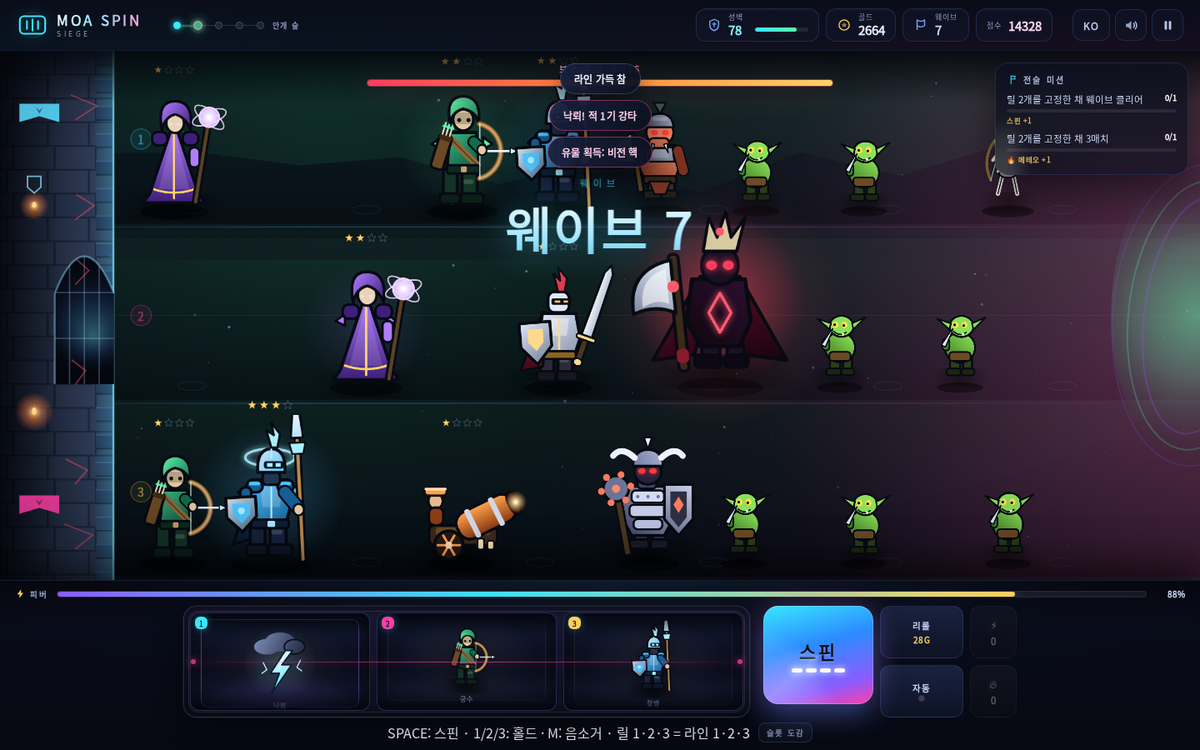 MOA SPIN
SIEGE
안개 숲
성벽
78
골드
2664
웨이브
7
점수 14328
KO
라인 가득 참
낙뢰! 적 1기 강타
유물 획득: 비전 핵
웨이브
웨이브 7
전술 미션
릴 2개를 고정한 채 웨이브 클리어 0/1
스핀 +1
릴 2개를 고정한 채 3매치 0/1
메테오 +1
1
2
3
피버
88%
1
낙뢰
2
궁수
3
창병
스핀
리롤
28G
자동
0
0
SPACE: 스핀 · 1/2/3: 홀드 · M: 음소거 · 릴 1·2·3 = 라인 1·2·3
슬롯 도감